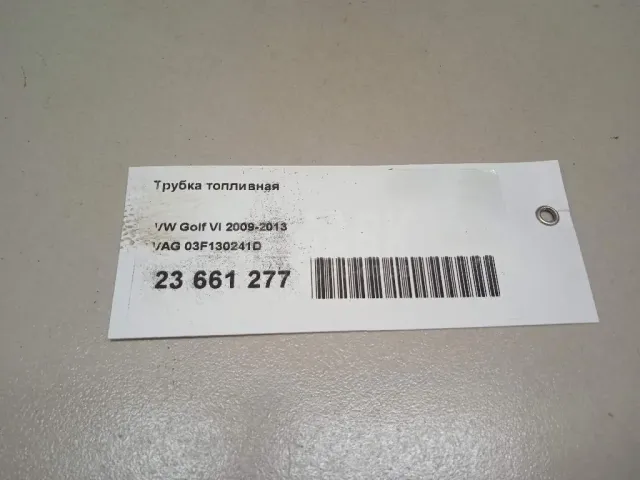 Трубка топливная
VW Golf VI 2009-2013
VAG 03F130241D
23 661 277